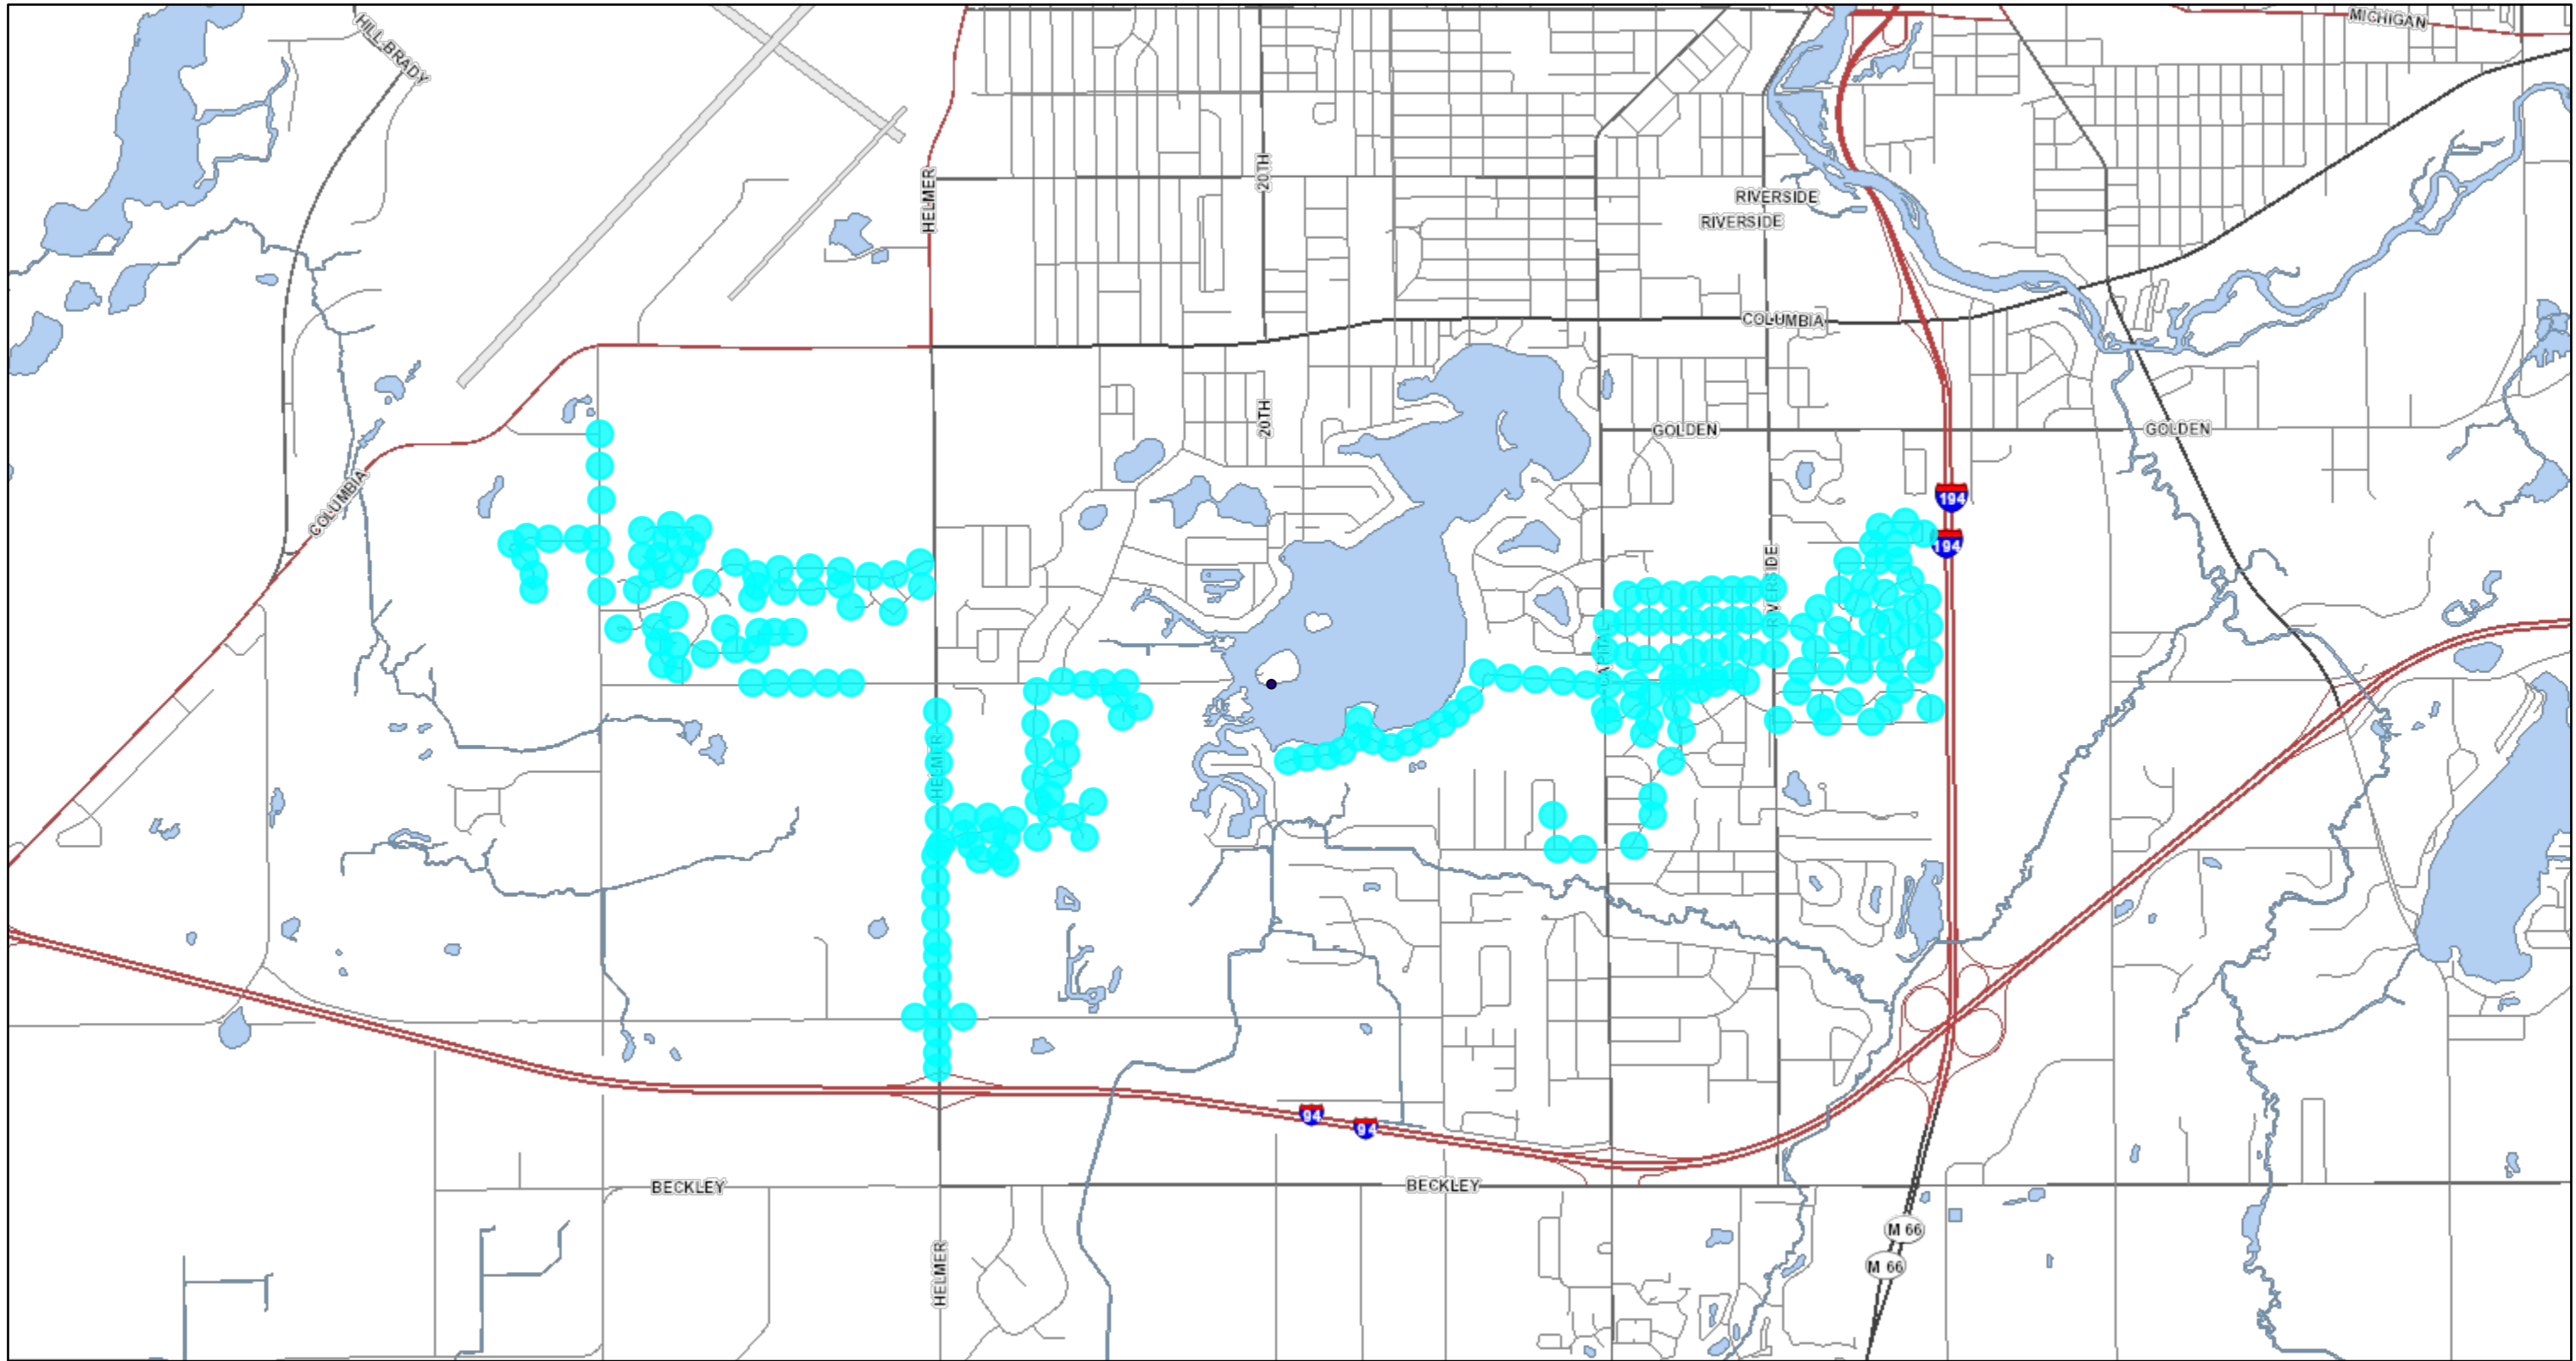 MICHIGAN
HILL BRADY
20TH
HELMER
RIVERSIDE
RIVERSIDE
COLUMBIA
20TH
GOLDEN
GOLDEN
COLUMBIA
194
194
RIVERSIDE
CAPITAL
HELMER
94
94
BECKLEY
BECKLEY
M 66
M 66
HELMER